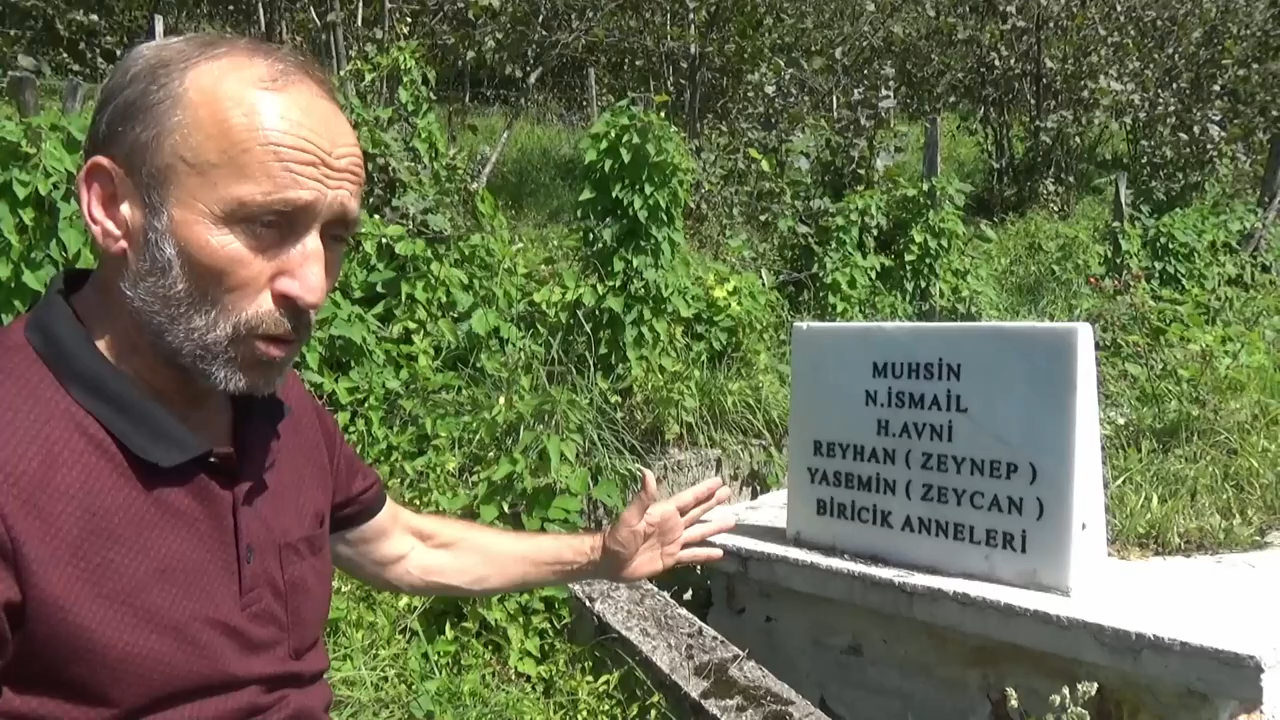 MUHSİN
N.İSMAİL
H.AVNİ
REYHAN ( ZEYNEP )
YASEMİN ( ZEYCAN )
BİRİCİK ANNELERİ